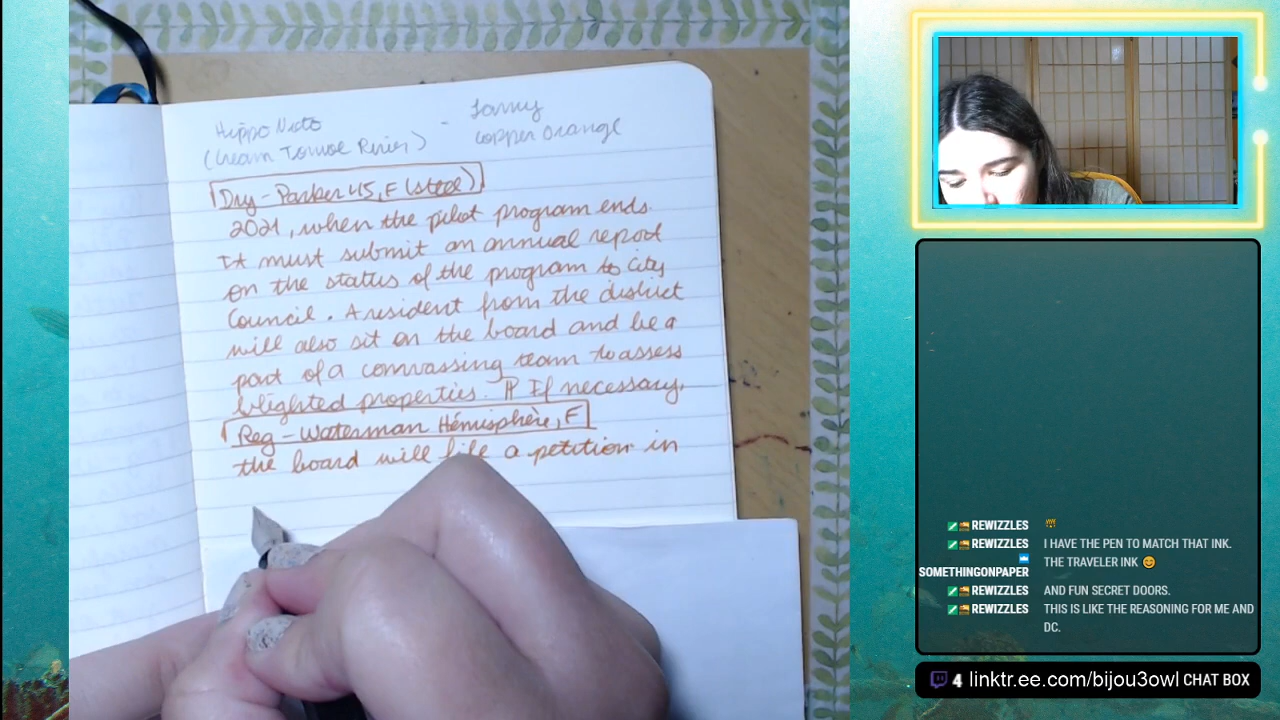 Hippo Noto
(Cream Tomoe River)
- Lamy
Copper Orange
Dry - Parker 45, F (steel)
2021, when the pilot program ends.
It must submit an annual report
on the status of the program to city
Council. A resident from the district
will also sit on the board and be a
part of a canvassing team to assess
blighted properties. ¶ If necessary,
Reg - Waterman Hémisphère, F
the board will file a petition in
REWIZZLES
REWIZZLES I HAVE THE PEN TO MATCH THAT INK.
SOMETHINGONPAPER THE TRAVELER INK 😊
REWIZZLES AND FUN SECRET DOORS.
REWIZZLES THIS IS LIKE THE REASONING FOR ME AND
DC.
4 linktr.ee.com/bijou3owl CHAT BOX